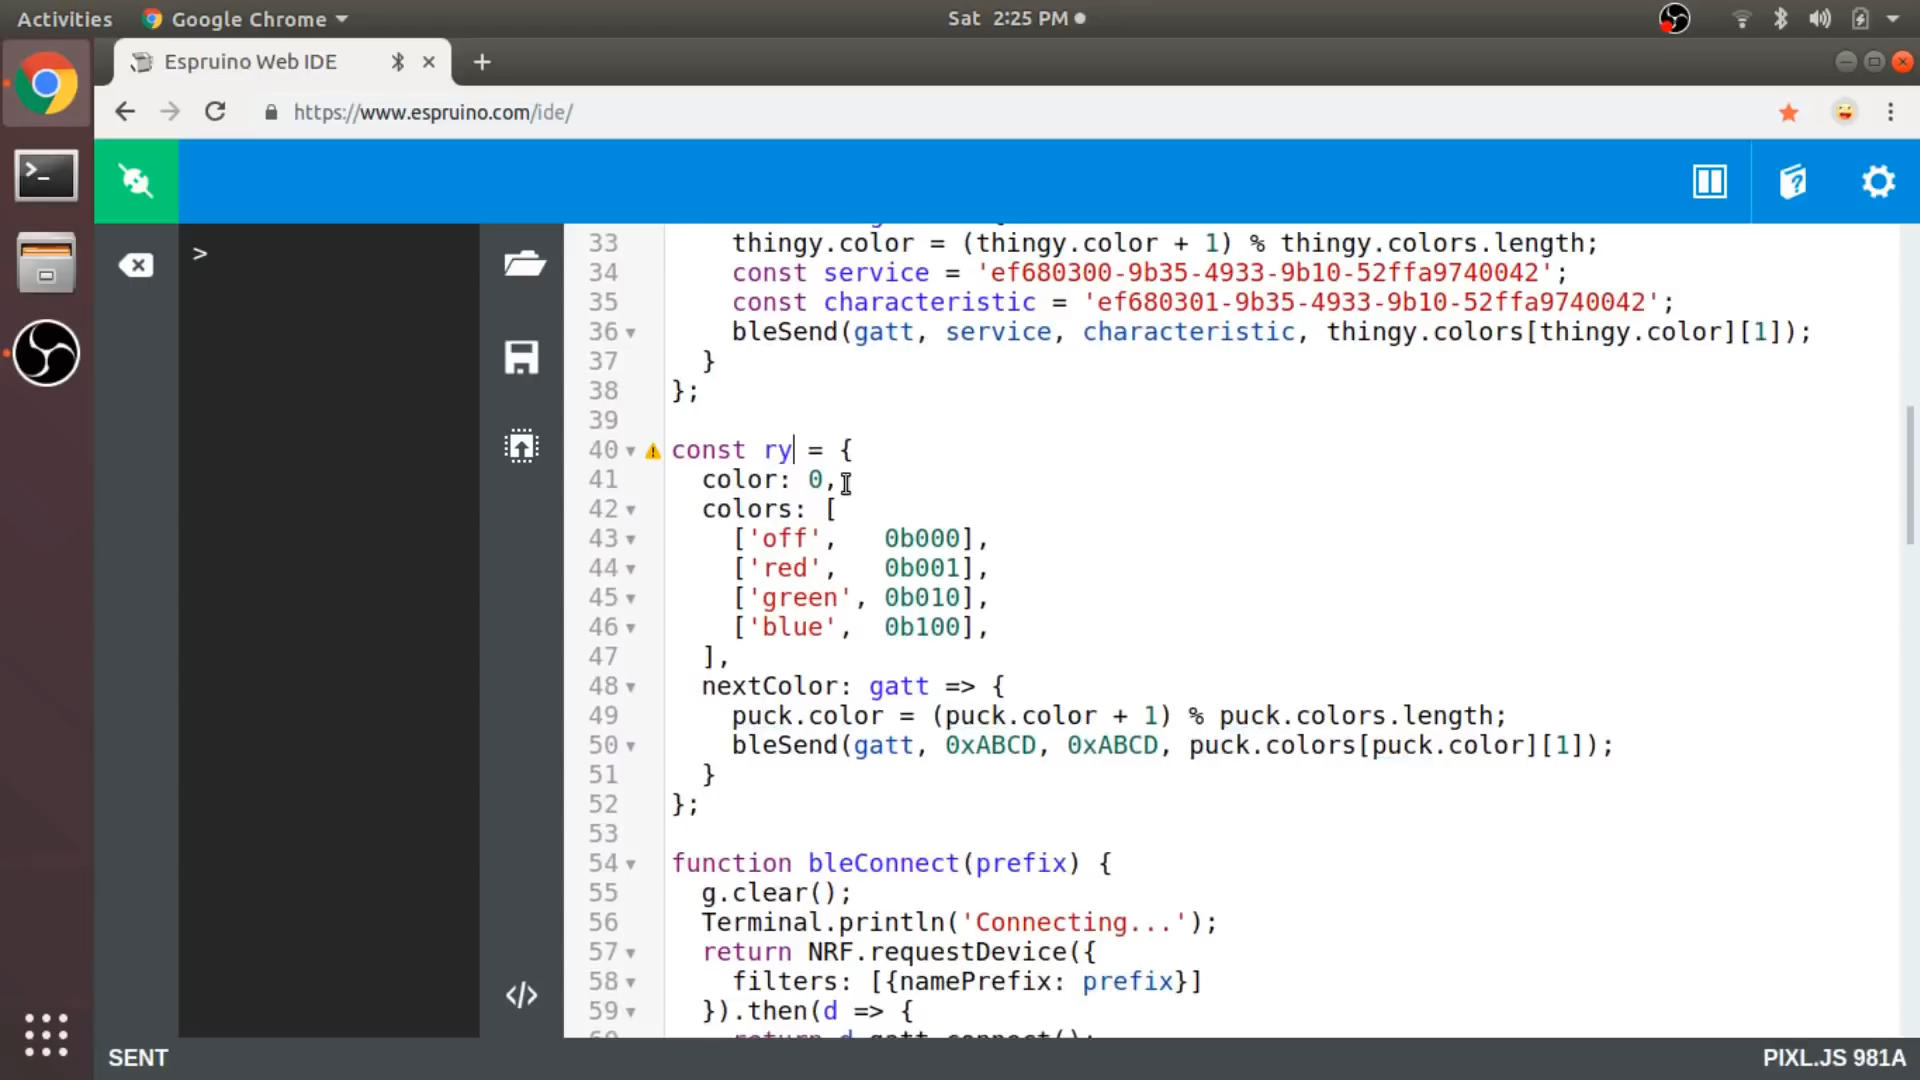 Activities Google Chrome Sat 2:25 PM
Espruino Web IDE
https://www.espruino.com/ide/
>
33 thingy.color = (thingy.color + 1) % thingy.colors.length;
34 const service = 'ef680300-9b35-4933-9b10-52ffa9740042';
35 const characteristic = 'ef680301-9b35-4933-9b10-52ffa9740042';
36 bleSend(gatt, service, characteristic, thingy.colors[thingy.color][1]);
37 }
38 };
39
40 const ry = {
41 color: 0,
42 colors: [
43 ['off', 0b000],
44 ['red', 0b001],
45 ['green', 0b010],
46 ['blue', 0b100],
47 ],
48 nextColor: gatt => {
49 puck.color = (puck.color + 1) % puck.colors.length;
50 bleSend(gatt, 0xABCD, 0xABCD, puck.colors[puck.color][1]);
51 }
52 };
53
54 function bleConnect(prefix) {
55 g.clear();
56 Terminal.println('Connecting...');
57 return NRF.requestDevice({
58 filters: [{namePrefix: prefix}]
59 }).then(d => {
return d.gatt.connect();
SENT PIXL.JS 981A